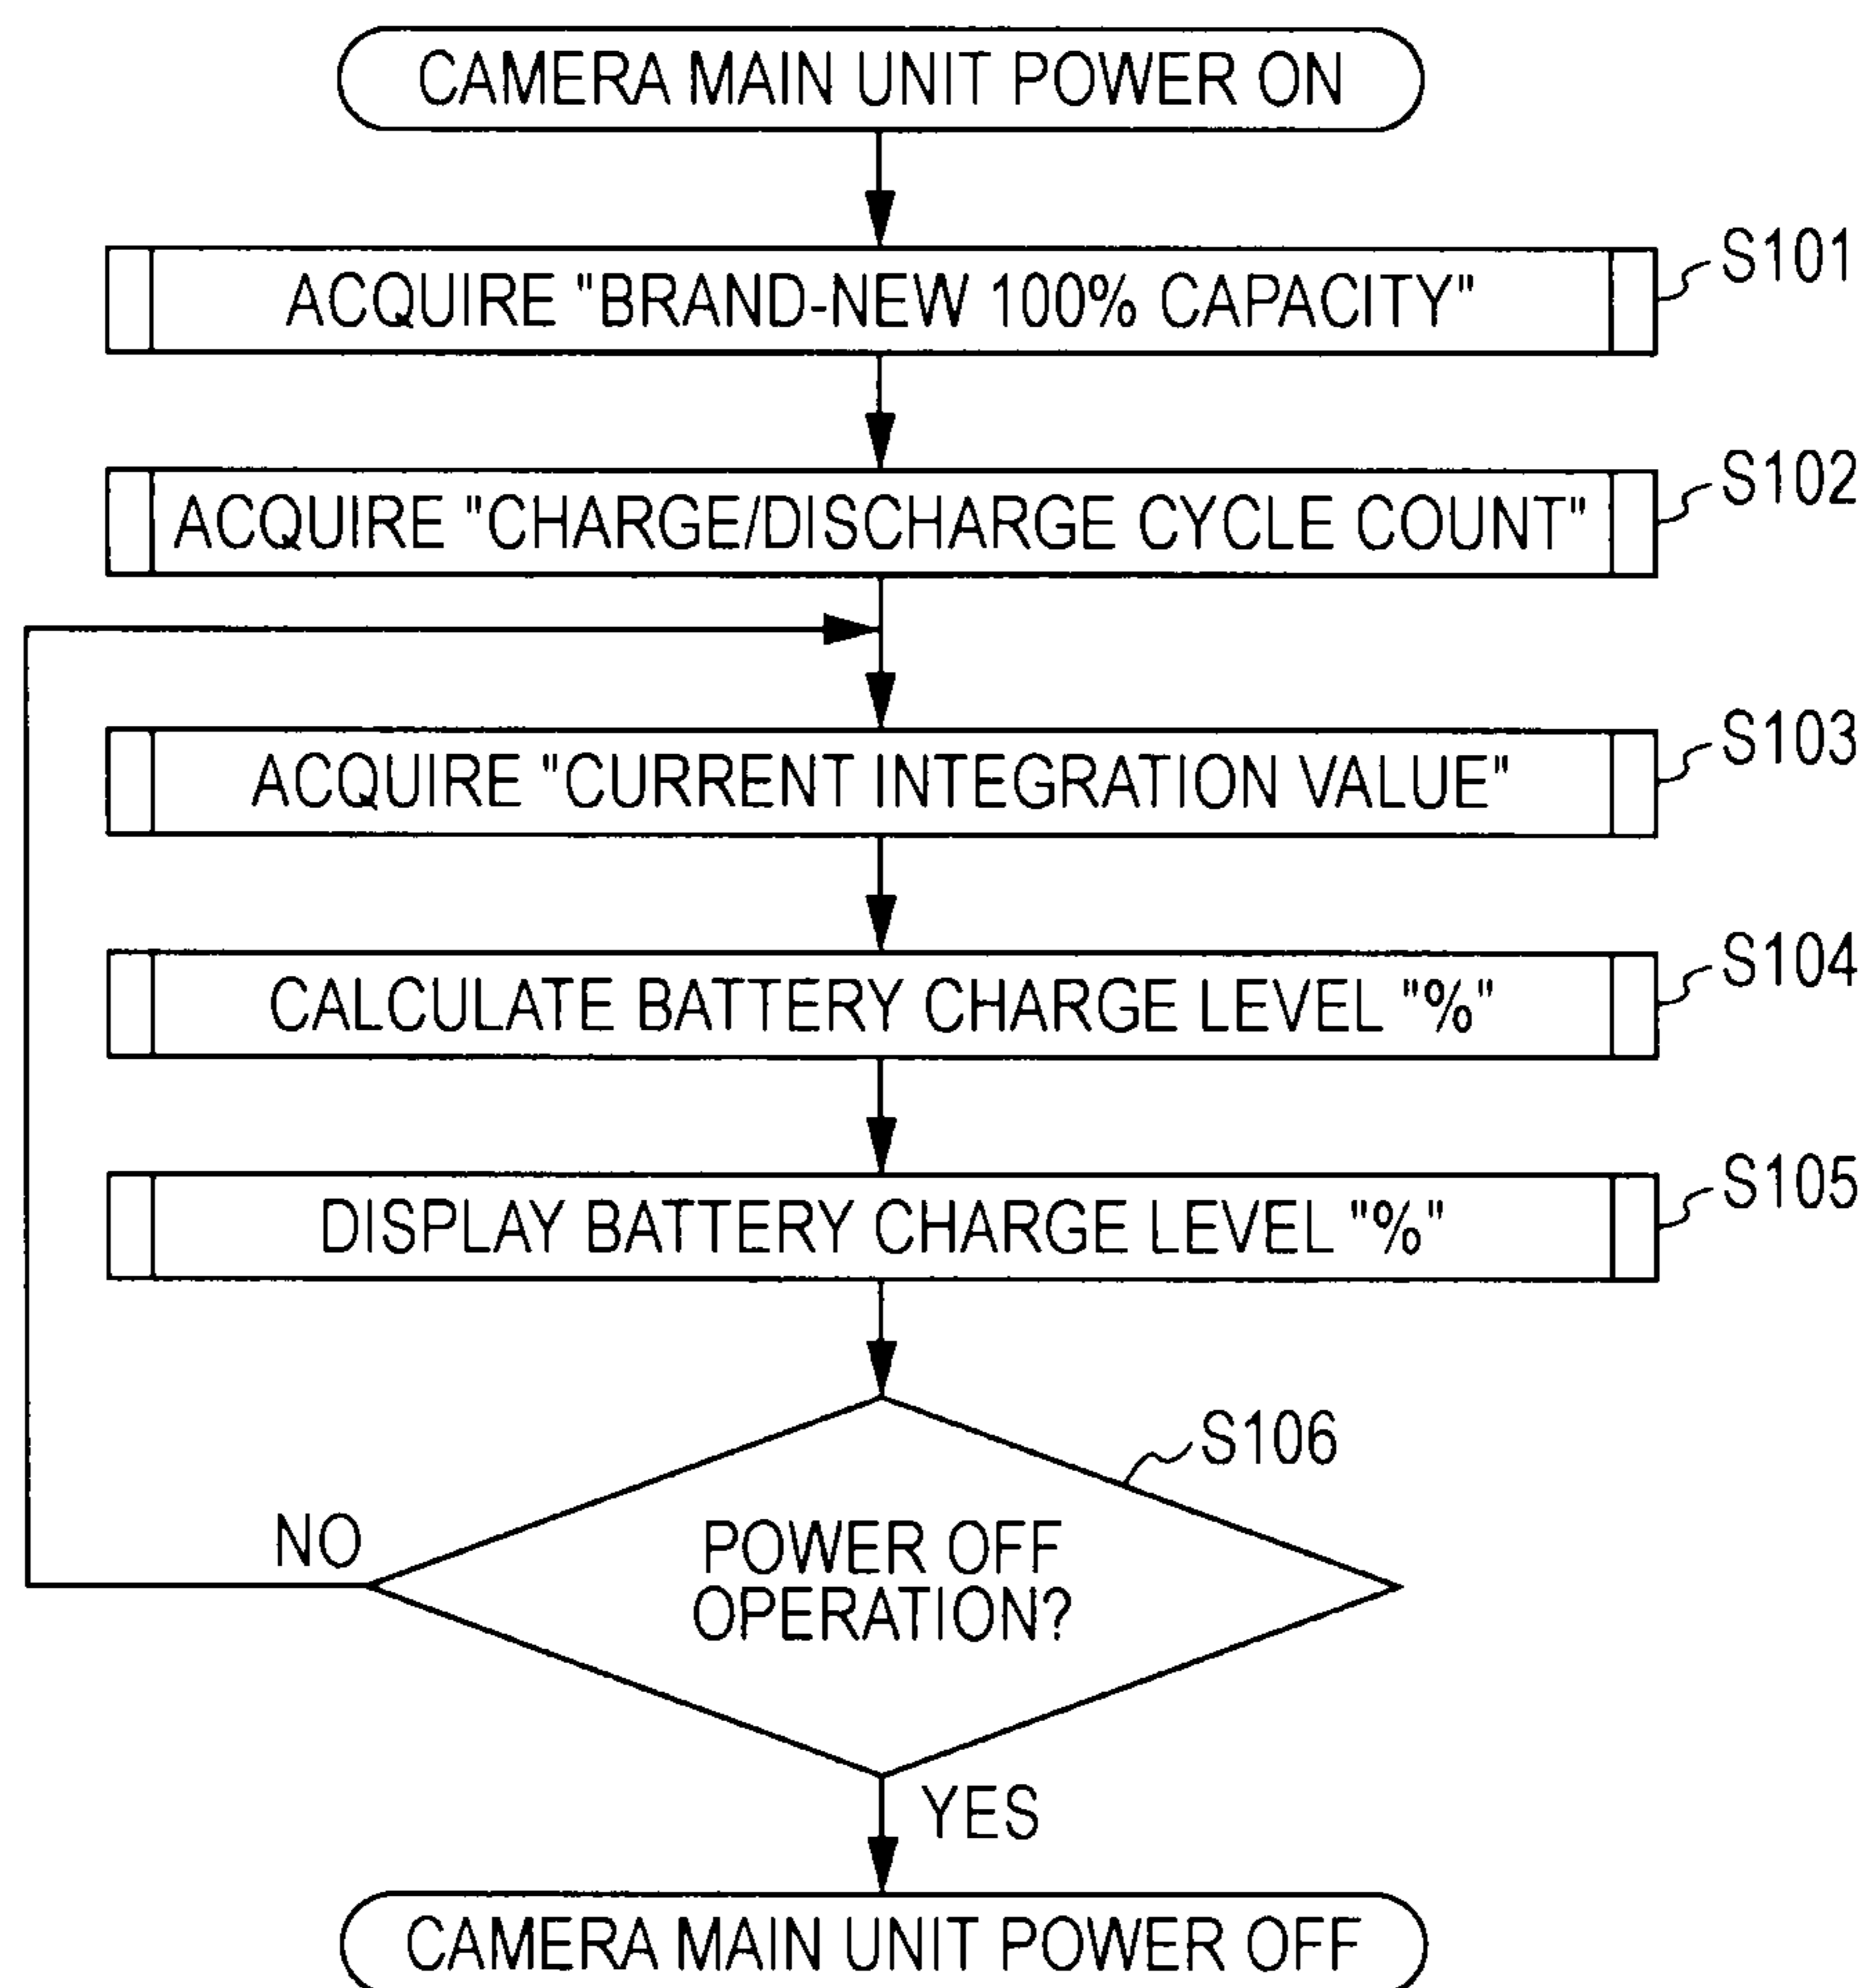 CAMERA MAIN UNIT POWER ON
ACQUIRE "BRAND-NEW 100% CAPACITY"
S101
ACQUIRE "CHARGE/DISCHARGE CYCLE COUNT"
S102
ACQUIRE "CURRENT INTEGRATION VALUE"
S103
CALCULATE BATTERY CHARGE LEVEL "%"
S104
DISPLAY BATTERY CHARGE LEVEL "%"
S105
S106
POWER OFF
OPERATION?
NO
YES
CAMERA MAIN UNIT POWER OFF